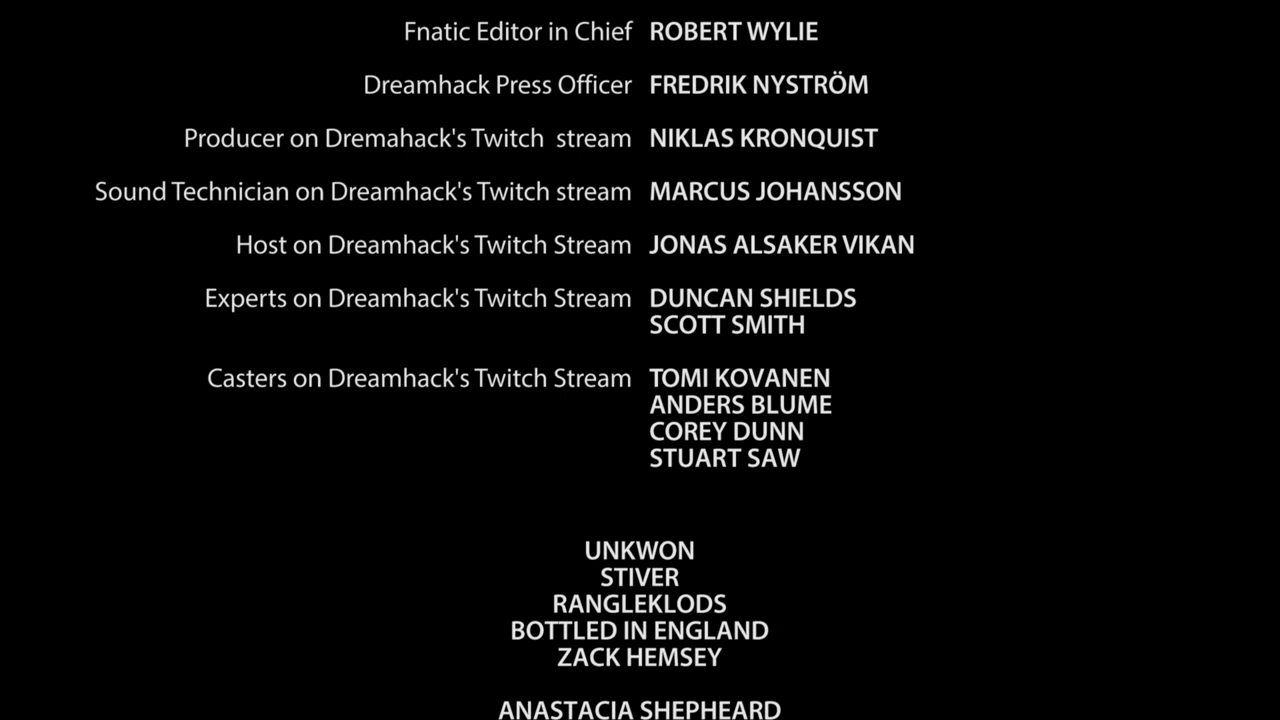 Fnatic Editor in Chief ROBERT WYLIE
Dreamhack Press Officer FREDRIK NYSTRÖM
Producer on Dremahack's Twitch stream NIKLAS KRONQUIST
Sound Technician on Dreamhack's Twitch stream MARCUS JOHANSSON
Host on Dreamhack's Twitch Stream JONAS ALSAKER VIKAN
Experts on Dreamhack's Twitch Stream DUNCAN SHIELDS
SCOTT SMITH
Casters on Dreamhack's Twitch Stream TOMI KOVANEN
ANDERS BLUME
COREY DUNN
STUART SAW
UNKWON
STIVER
RANGLEKLODS
BOTTLED IN ENGLAND
ZACK HEMSEY
ANASTACIA SHEPHEARD